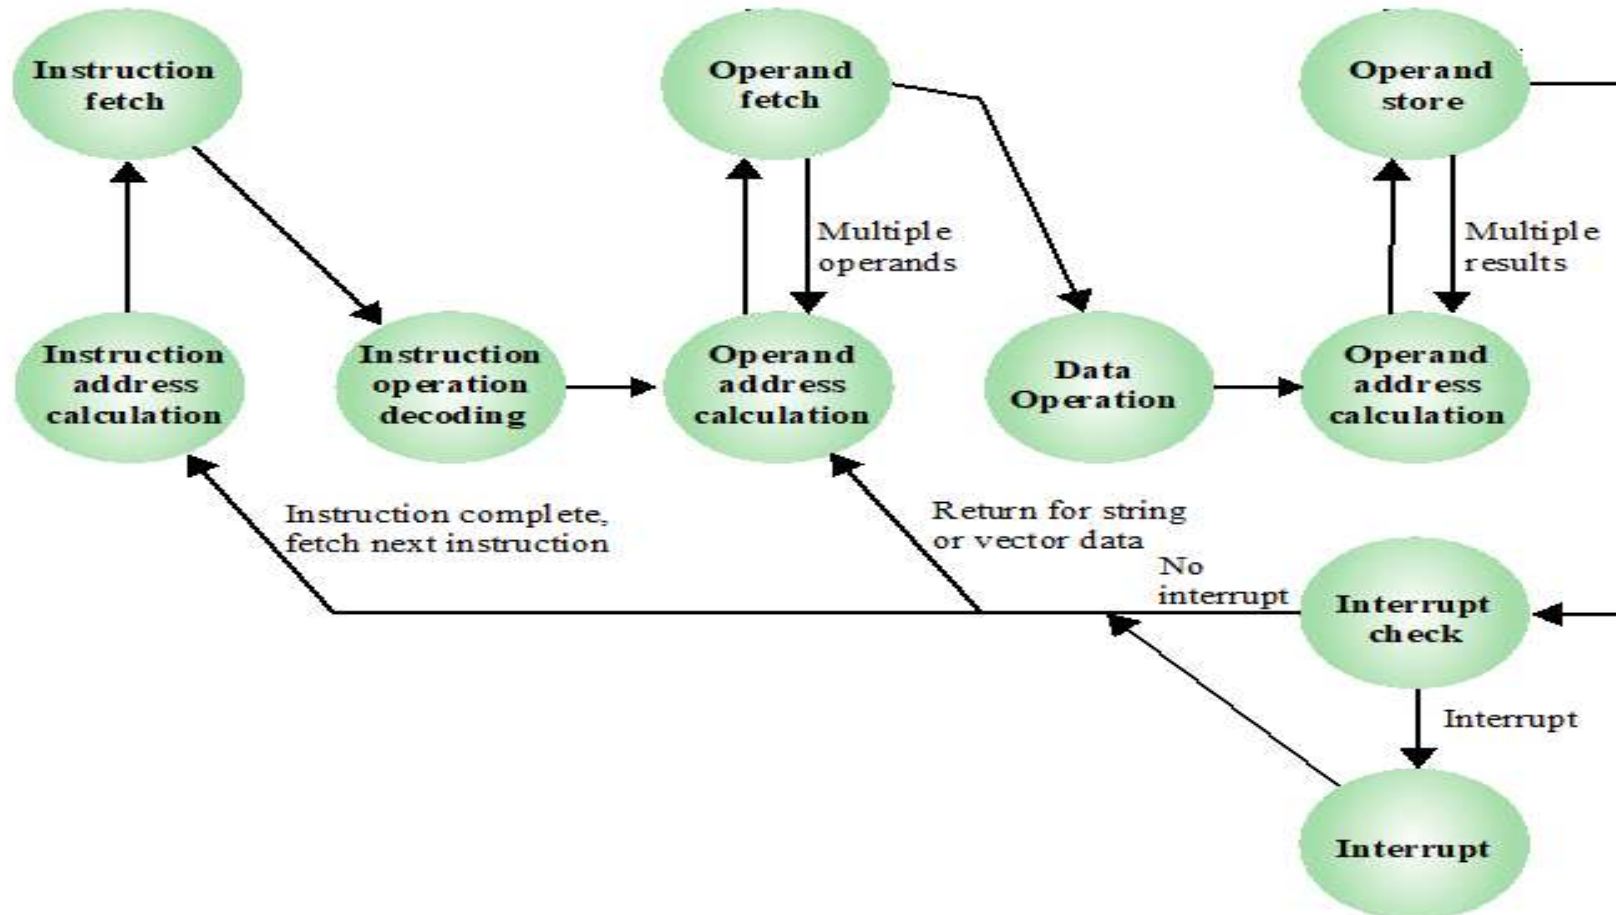 Instruction
fetch
Operand
fetch
Operand
store
Multiple
operands
Multiple
results
Instruction
address
calculation
Instruction
operation
decoding
Operand
address
calculation
Data
Operation
Operand
address
calculation
Instruction complete,
fetch next instruction
Return for string
or vector data
No
interrupt
Interrupt
check
Interrupt
Interrupt